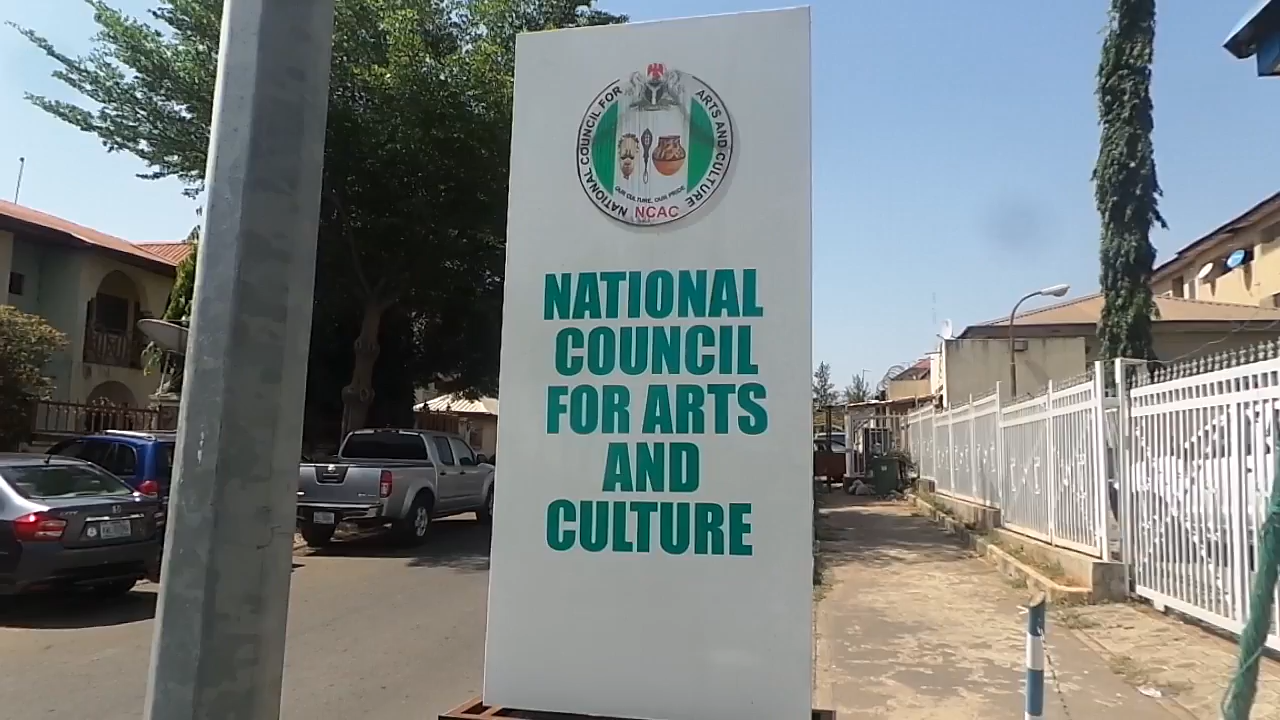 NATIONAL COUNCIL FOR ARTS AND CULTURE
OUR CULTURE, OUR PRIDE
NCAC
NATIONAL
COUNCIL
FOR ARTS
AND
CULTURE